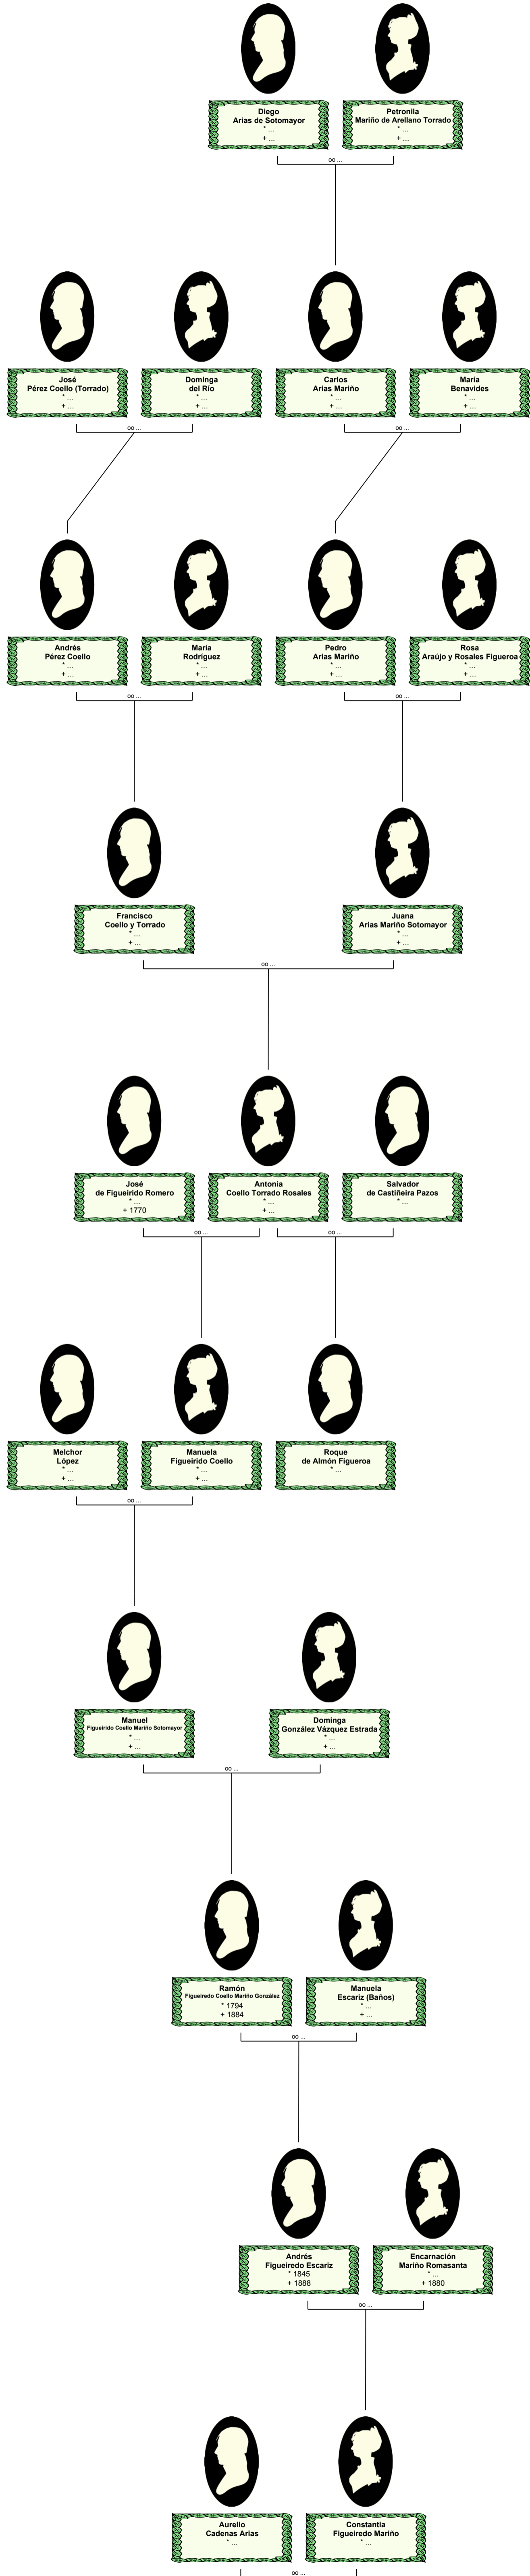 Diego
Arias de Sotomayor
* ...
+ ...
Petronila
Mariño de Arellano Torrado
* ...
+ ...
oo ...
José
Pérez Coello (Torrado)
* ...
+ ...
Dominga
del Río
* ...
+ ...
Carlos
Arias Mariño
* ...
+ ...
María
Benavides
* ...
+ ...
oo ...
oo ...
Andrés
Pérez Coello
* ...
+ ...
María
Rodríguez
* ...
+ ...
Pedro
Arias Mariño
* ...
+ ...
Rosa
Araújo y Rosales Figueroa
* ...
+ ...
oo ...
oo ...
Francisco
Coello y Torrado
* ...
+ ...
Juana
Arias Mariño Sotomayor
* ...
+ ...
oo ...
José
de Figueirido Romero
* ...
+ 1770
Antonia
Coello Torrado Rosales
* ...
+ ...
Salvador
de Castiñeira Pazos
* ...
oo ...
oo ...
Melchor
López
* ...
+ ...
Manuela
Figueirido Coello
* ...
+ ...
Roque
de Almón Figueroa
* ...
oo ...
Manuel
Figueirido Coello Mariño Sotomayor
* ...
+ ...
Dominga
González Vázquez Estrada
* ...
+ ...
oo ...
Ramón
Figueiredo Coello Mariño González
* 1794
+ 1884
Manuela
Escariz (Baños)
* ...
+ ...
oo ...
Andrés
Figueiredo Escariz
* 1845
+ 1888
Encarnación
Mariño Romasanta
* ...
+ 1880
oo ...
Aurelio
Cadenas Arias
* ...
Constantia
Figueiredo Mariño
* ...
oo ...